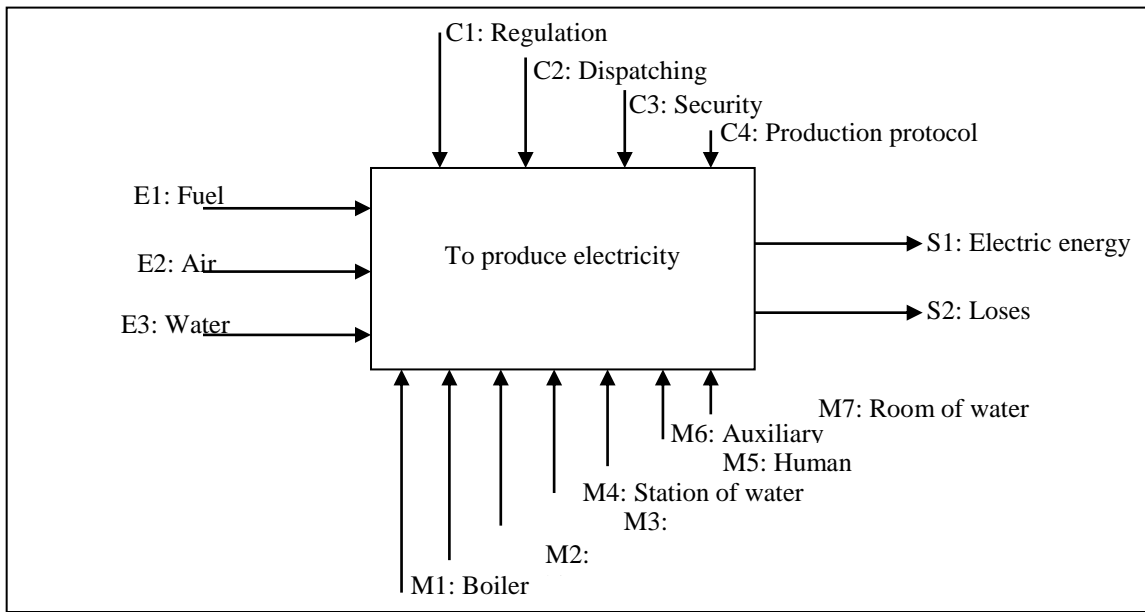 C1: Regulation
C2: Dispatching
C3: Security
C4: Production protocol
E1: Fuel
E2: Air
E3: Water
To produce electricity
S1: Electric energy
S2: Loses
M7: Room of water
M6: Auxiliary
M5: Human
M4: Station of water
M3:
M2:
M1: Boiler